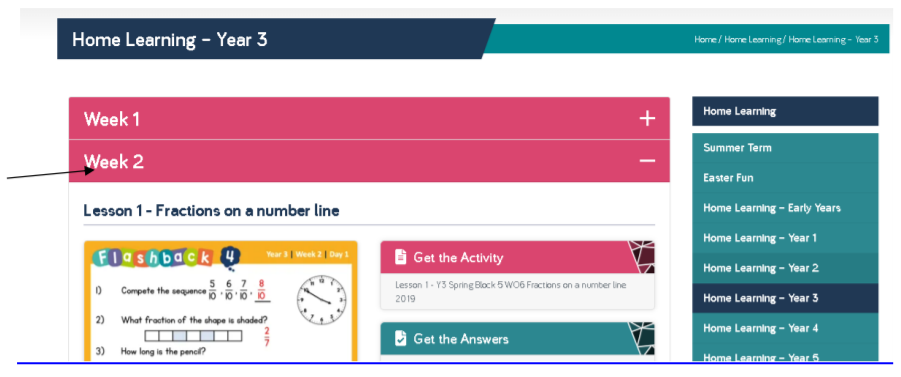 Home Learning – Year 3
Home / Home Learning / Home Learning – Year 3
Week 1
Week 2
Lesson 1 - Fractions on a number line
Flashback 4
Year 3 | Week 2 | Day 1
1) Compete the sequence 5/10, 6/10, 7/10, 8/10
2) What fraction of the shape is shaded?
2/7
3) How long is the pencil?
Get the Activity
Lesson 1 - Y3 Spring Block 5 WO6 Fractions on a number line
2019
Get the Answers
Home Learning
Summer Term
Easter Fun
Home Learning – Early Years
Home Learning – Year 1
Home Learning – Year 2
Home Learning – Year 3
Home Learning – Year 4
Home Learning – Year 5